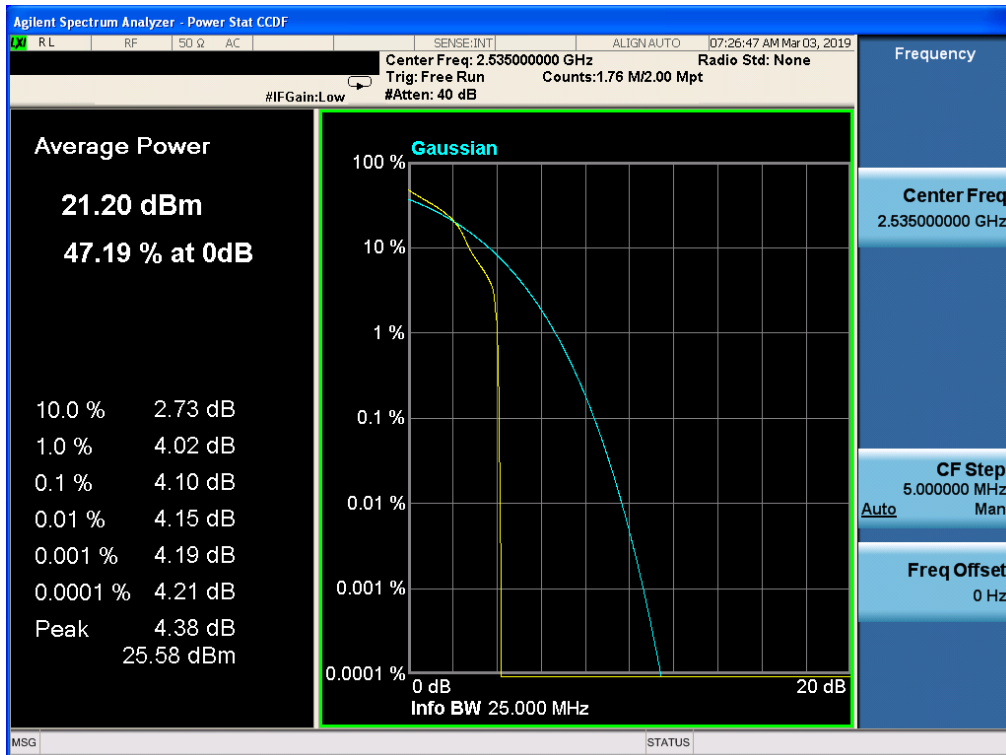 Agilent Spectrum Analyzer - Power Stat CCDF
LXI RL RF 50 Ω AC SENSE:INT ALIGNAUTO 07:26:47 AM Mar 03, 2019
Center Freq: 2.535000000 GHz Radio Std: None
Trig: Free Run Counts:1.76 M/2.00 Mpt
#IFGain:Low #Atten: 40 dB
Average Power
21.20 dBm
47.19 % at 0dB
10.0 % 2.73 dB
1.0 % 4.02 dB
0.1 % 4.10 dB
0.01 % 4.15 dB
0.001 % 4.19 dB
0.0001 % 4.21 dB
Peak 4.38 dB
25.58 dBm
Gaussian
100 %
10 %
1 %
0.1 %
0.01 %
0.001 %
0.0001 %
0 dB 20 dB
Info BW 25.000 MHz
Frequency
Center Freq
2.535000000 GHz
CF Step
5.000000 MHz
Auto Man
Freq Offset
0 Hz
MSG STATUS